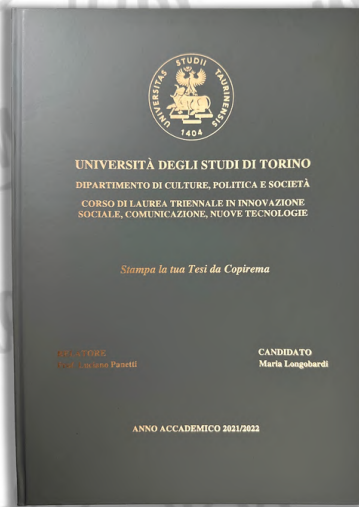 UNIVERSITAS STUDII TAURINENSIS
1404
UNIVERSITÀ DEGLI STUDI DI TORINO
DIPARTIMENTO DI CULTURE, POLITICA E SOCIETÀ
CORSO DI LAUREA TRIENNALE IN INNOVAZIONE
SOCIALE, COMUNICAZIONE, NUOVE TECNOLOGIE
Stampa la tua Tesi da Copirema
RELATORE
Luciano Panetti
CANDIDATO
Maria Longobardi
ANNO ACCADEMICO 2021/2022